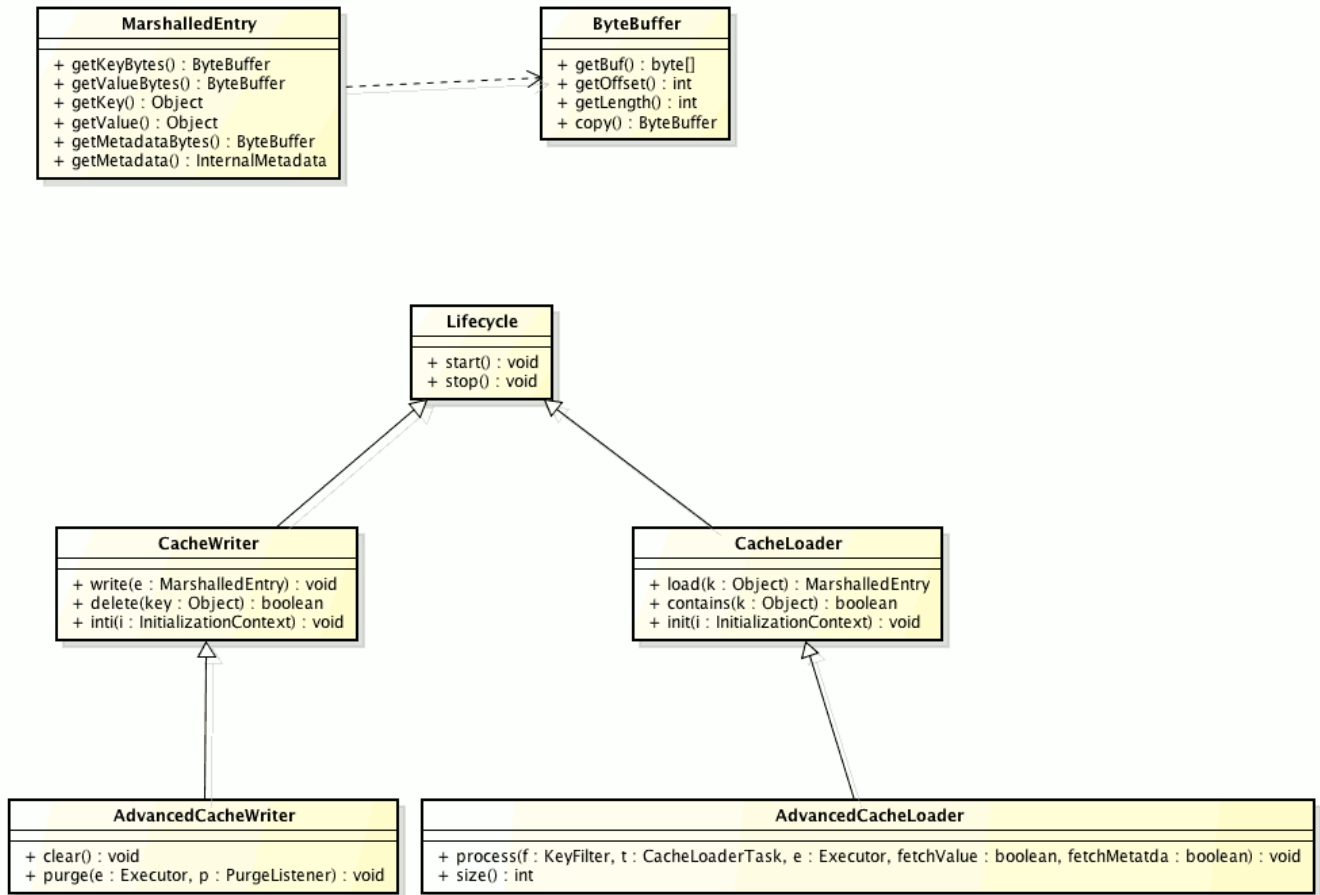 MarshalledEntry
+ getKeyBytes() : ByteBuffer
+ getValueBytes() : ByteBuffer
+ getKey() : Object
+ getValue() : Object
+ getMetadataBytes() : ByteBuffer
+ getMetadata() : InternalMetadata
ByteBuffer
+ getBuf() : byte[]
+ getOffset() : int
+ getLength() : int
+ copy() : ByteBuffer
Lifecycle
+ start() : void
+ stop() : void
CacheWriter
+ write(e : MarshalledEntry) : void
+ delete(key : Object) : boolean
+ inti(i : InitializationContext) : void
CacheLoader
+ load(k : Object) : MarshalledEntry
+ contains(k : Object) : boolean
+ init(i : InitializationContext) : void
AdvancedCacheWriter
+ clear() : void
+ purge(e : Executor, p : PurgeListener) : void
AdvancedCacheLoader
+ process(f : KeyFilter, t : CacheLoaderTask, e : Executor, fetchValue : boolean, fetchMetatda : boolean) : void
+ size() : int